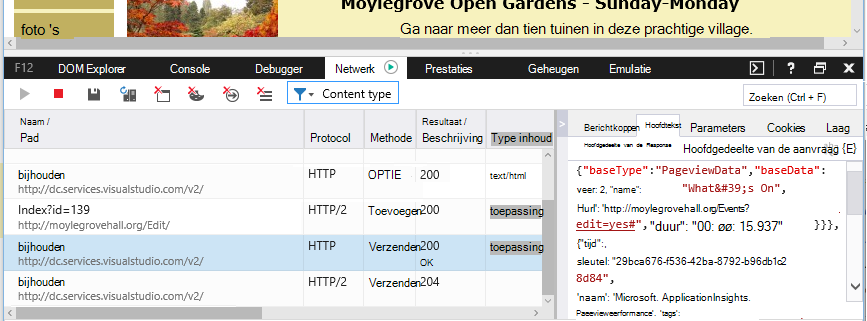 Moylegrove Open Gardens - Sunday-Monday
foto 's
Ga naar meer dan tien tuinen in deze prachtige village.
F12 DOM Explorer Console Debugger Netwerk Prestaties Geheugen Emulatie
Content type
Zoeken (Ctrl + F)
Naam /
Pad
Protocol
Methode
Resultaat /
Beschrijving
Type inhoud
bijhouden
http://dc.services.visualstudio.com/v2/
HTTP
OPTIE
200
text/html
Index?id=139
http://moylegrovehall.org/Edit/
HTTP/2
Toevoegen
200
toepassing
bijhouden
http://dc.services.visualstudio.com/v2/
HTTP
Verzenden
200
OK
toepassing
bijhouden
http://dc.services.visualstudio.com/v2/
HTTP/2
Verzenden
204
Berichtkoppen Hoofdtekst Parameters Cookies Laag
Hoofdgedeelte van de Response Hoofdgedeelte van de aanvraag {E}
{"baseType":"PageviewData","baseData":
veer: 2, "name": "What&#39;s On",
Hurl': 'http://moylegrovehall.org/Events?
edit=yes#","duur": "00: øø: 15.937" }}},
{"tijd":,
sleutel: "29bca676-f536-42ba-8792-b96db1c2
8d84",
'naam': 'Microsoft. ApplicationInsights.
Pageviewperformance'. 'tags':